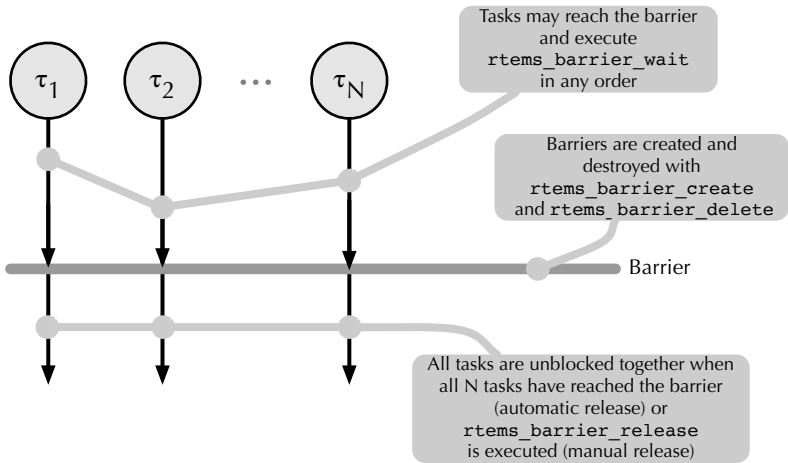 Tasks may reach the barrier
and execute
rtems_barrier_wait
in any order
τ1
τ2
...
τN
Barriers are created and
destroyed with
rtems_barrier_create
and rtems_barrier_delete
Barrier
All tasks are unblocked together when
all N tasks have reached the barrier
(automatic release) or
rtems_barrier_release
is executed (manual release)